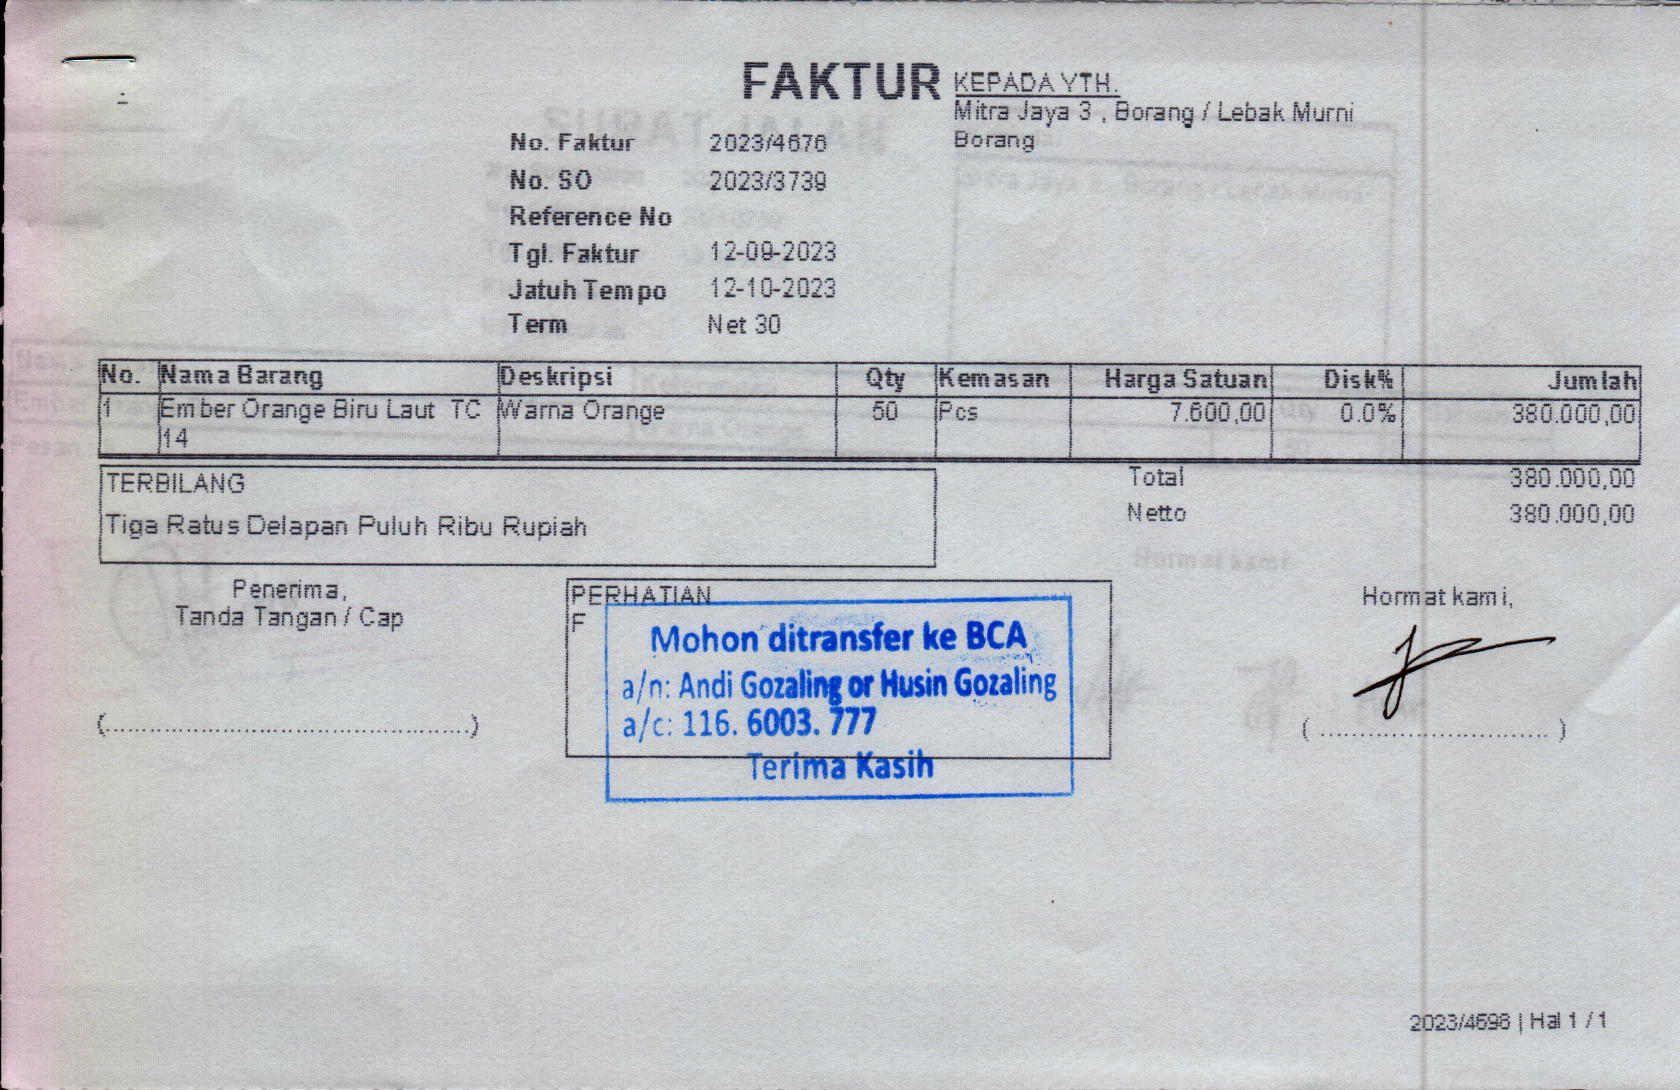 FAKTUR
KEPADA YTH.
Mitra Jaya 3 , Borang / Lebak Murni
Borang
No. Faktur 2023/4676
No. SO 2023/3739
Reference No
Tgl. Faktur 12-09-2023
Jatuh Tempo 12-10-2023
Term Net 30
No. Nama Barang Deskripsi Qty Kemasan Harga Satuan Disk% Jumlah
1 Ember Orange Biru Laut TC Warna Orange 50 Pcs 7.600,00 0.0% 380.000,00
14
TERBILANG
Tiga Ratus Delapan Puluh Ribu Rupiah
Total 380.000,00
Netto 380.000,00
Penerima,
Tanda Tangan / Cap
(.............................................)
PERHATIAN
F
Mohon ditransfer ke BCA
a/n: Andi Gozaling or Husin Gozaling
a/c: 116. 6003. 777
Terima Kasih
Hormat kami,
( ............................ )
2023/4698 | Hal 1 / 1